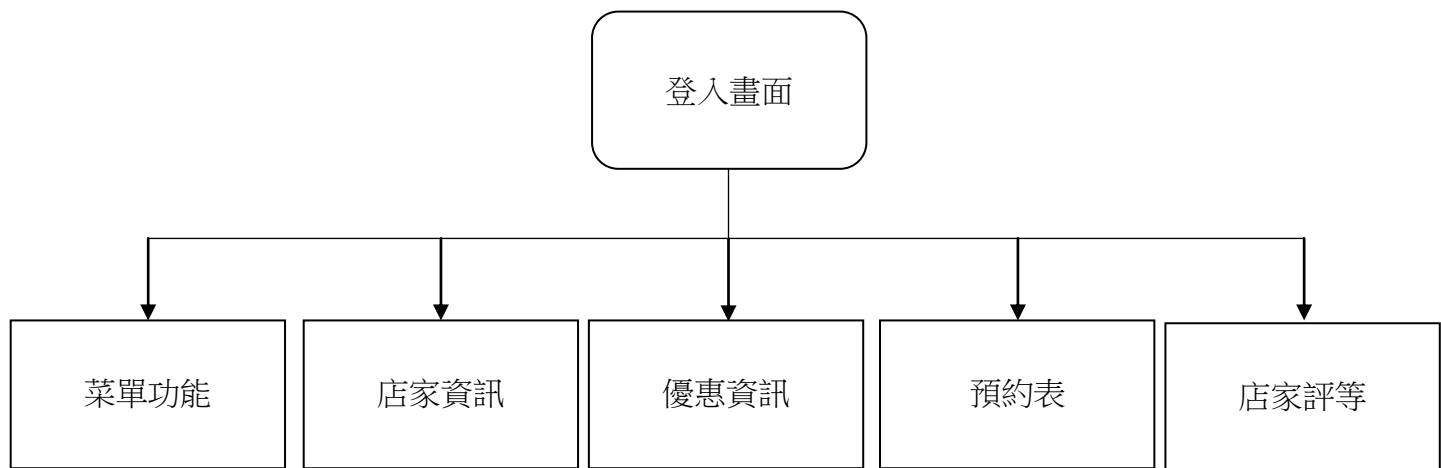 登入畫面
菜單功能
店家資訊
優惠資訊
預約表
店家評等